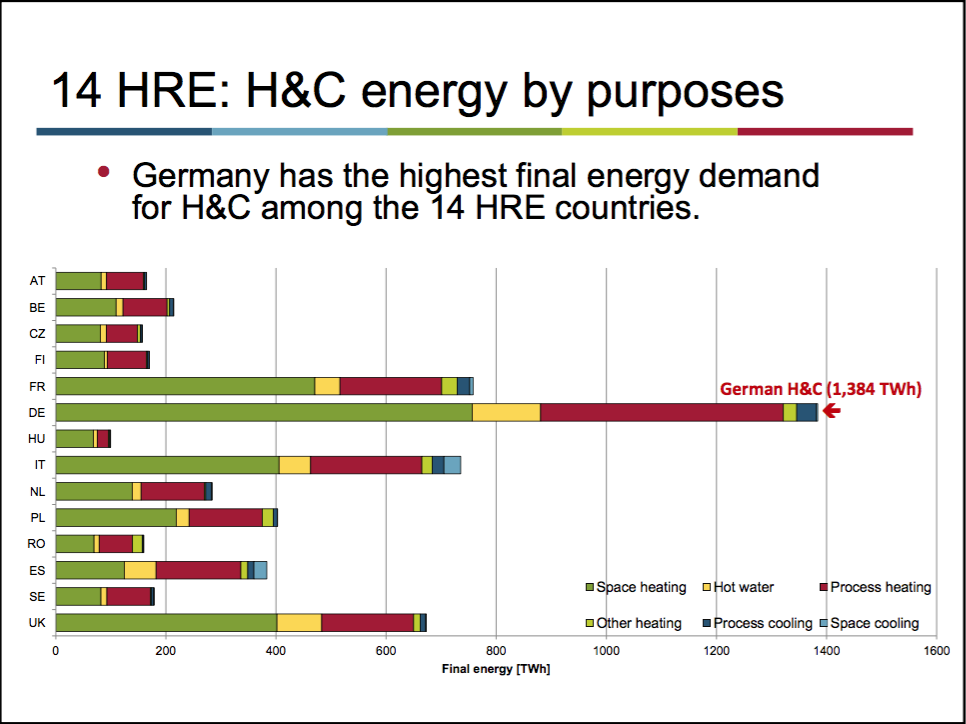 14 HRE: H&C energy by purposes
• Germany has the highest final energy demand
for H&C among the 14 HRE countries.
AT
BE
CZ
FI
FR
German H&C (1,384 TWh)
DE
HU
IT
NL
PL
RO
ES
SE
UK
Space heating Hot water Process heating
Other heating Process cooling Space cooling
0 200 400 600 800 1000 1200 1400 1600
Final energy [TWh]